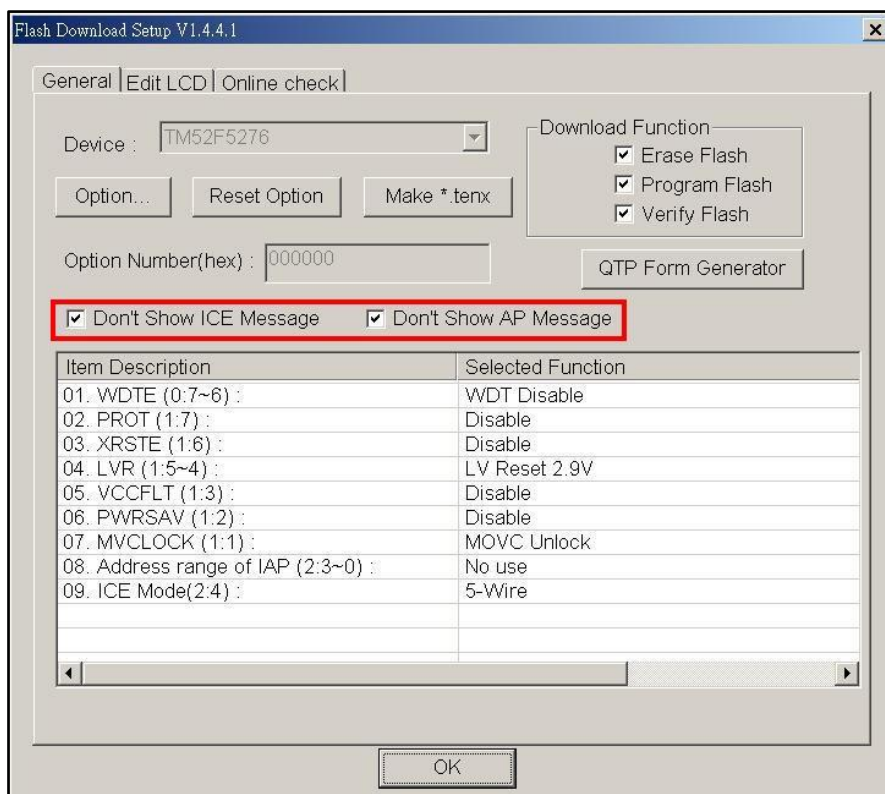 Flash Download Setup V1.4.4.1
General Edit LCD Online check
Device : TM52F5276
Download Function
Erase Flash
Program Flash
Verify Flash
Option... Reset Option Make *.tenx
Option Number(hex) : 000000
QTP Form Generator
Don't Show ICE Message Don't Show AP Message
Item Description Selected Function
01. WDTE (0:7~6) : WDT Disable
02. PROT (1:7) : Disable
03. XRSTE (1:6) : Disable
04. LVR (1:5~4) : LV Reset 2.9V
05. VCCFLT (1:3) : Disable
06. PWRSAV (1:2) : Disable
07. MVCLOCK (1:1) : MOVC Unlock
08. Address range of IAP (2:3~0) : No use
09. ICE Mode(2:4) : 5-Wire
OK